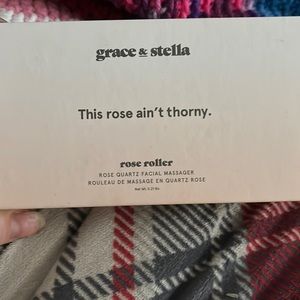 grace & stella
This rose ain't thorny.
rose roller
ROSE QUARTZ FACIAL MASSAGER
ROULEAU DE MASSAGE EN QUARTZ ROSE